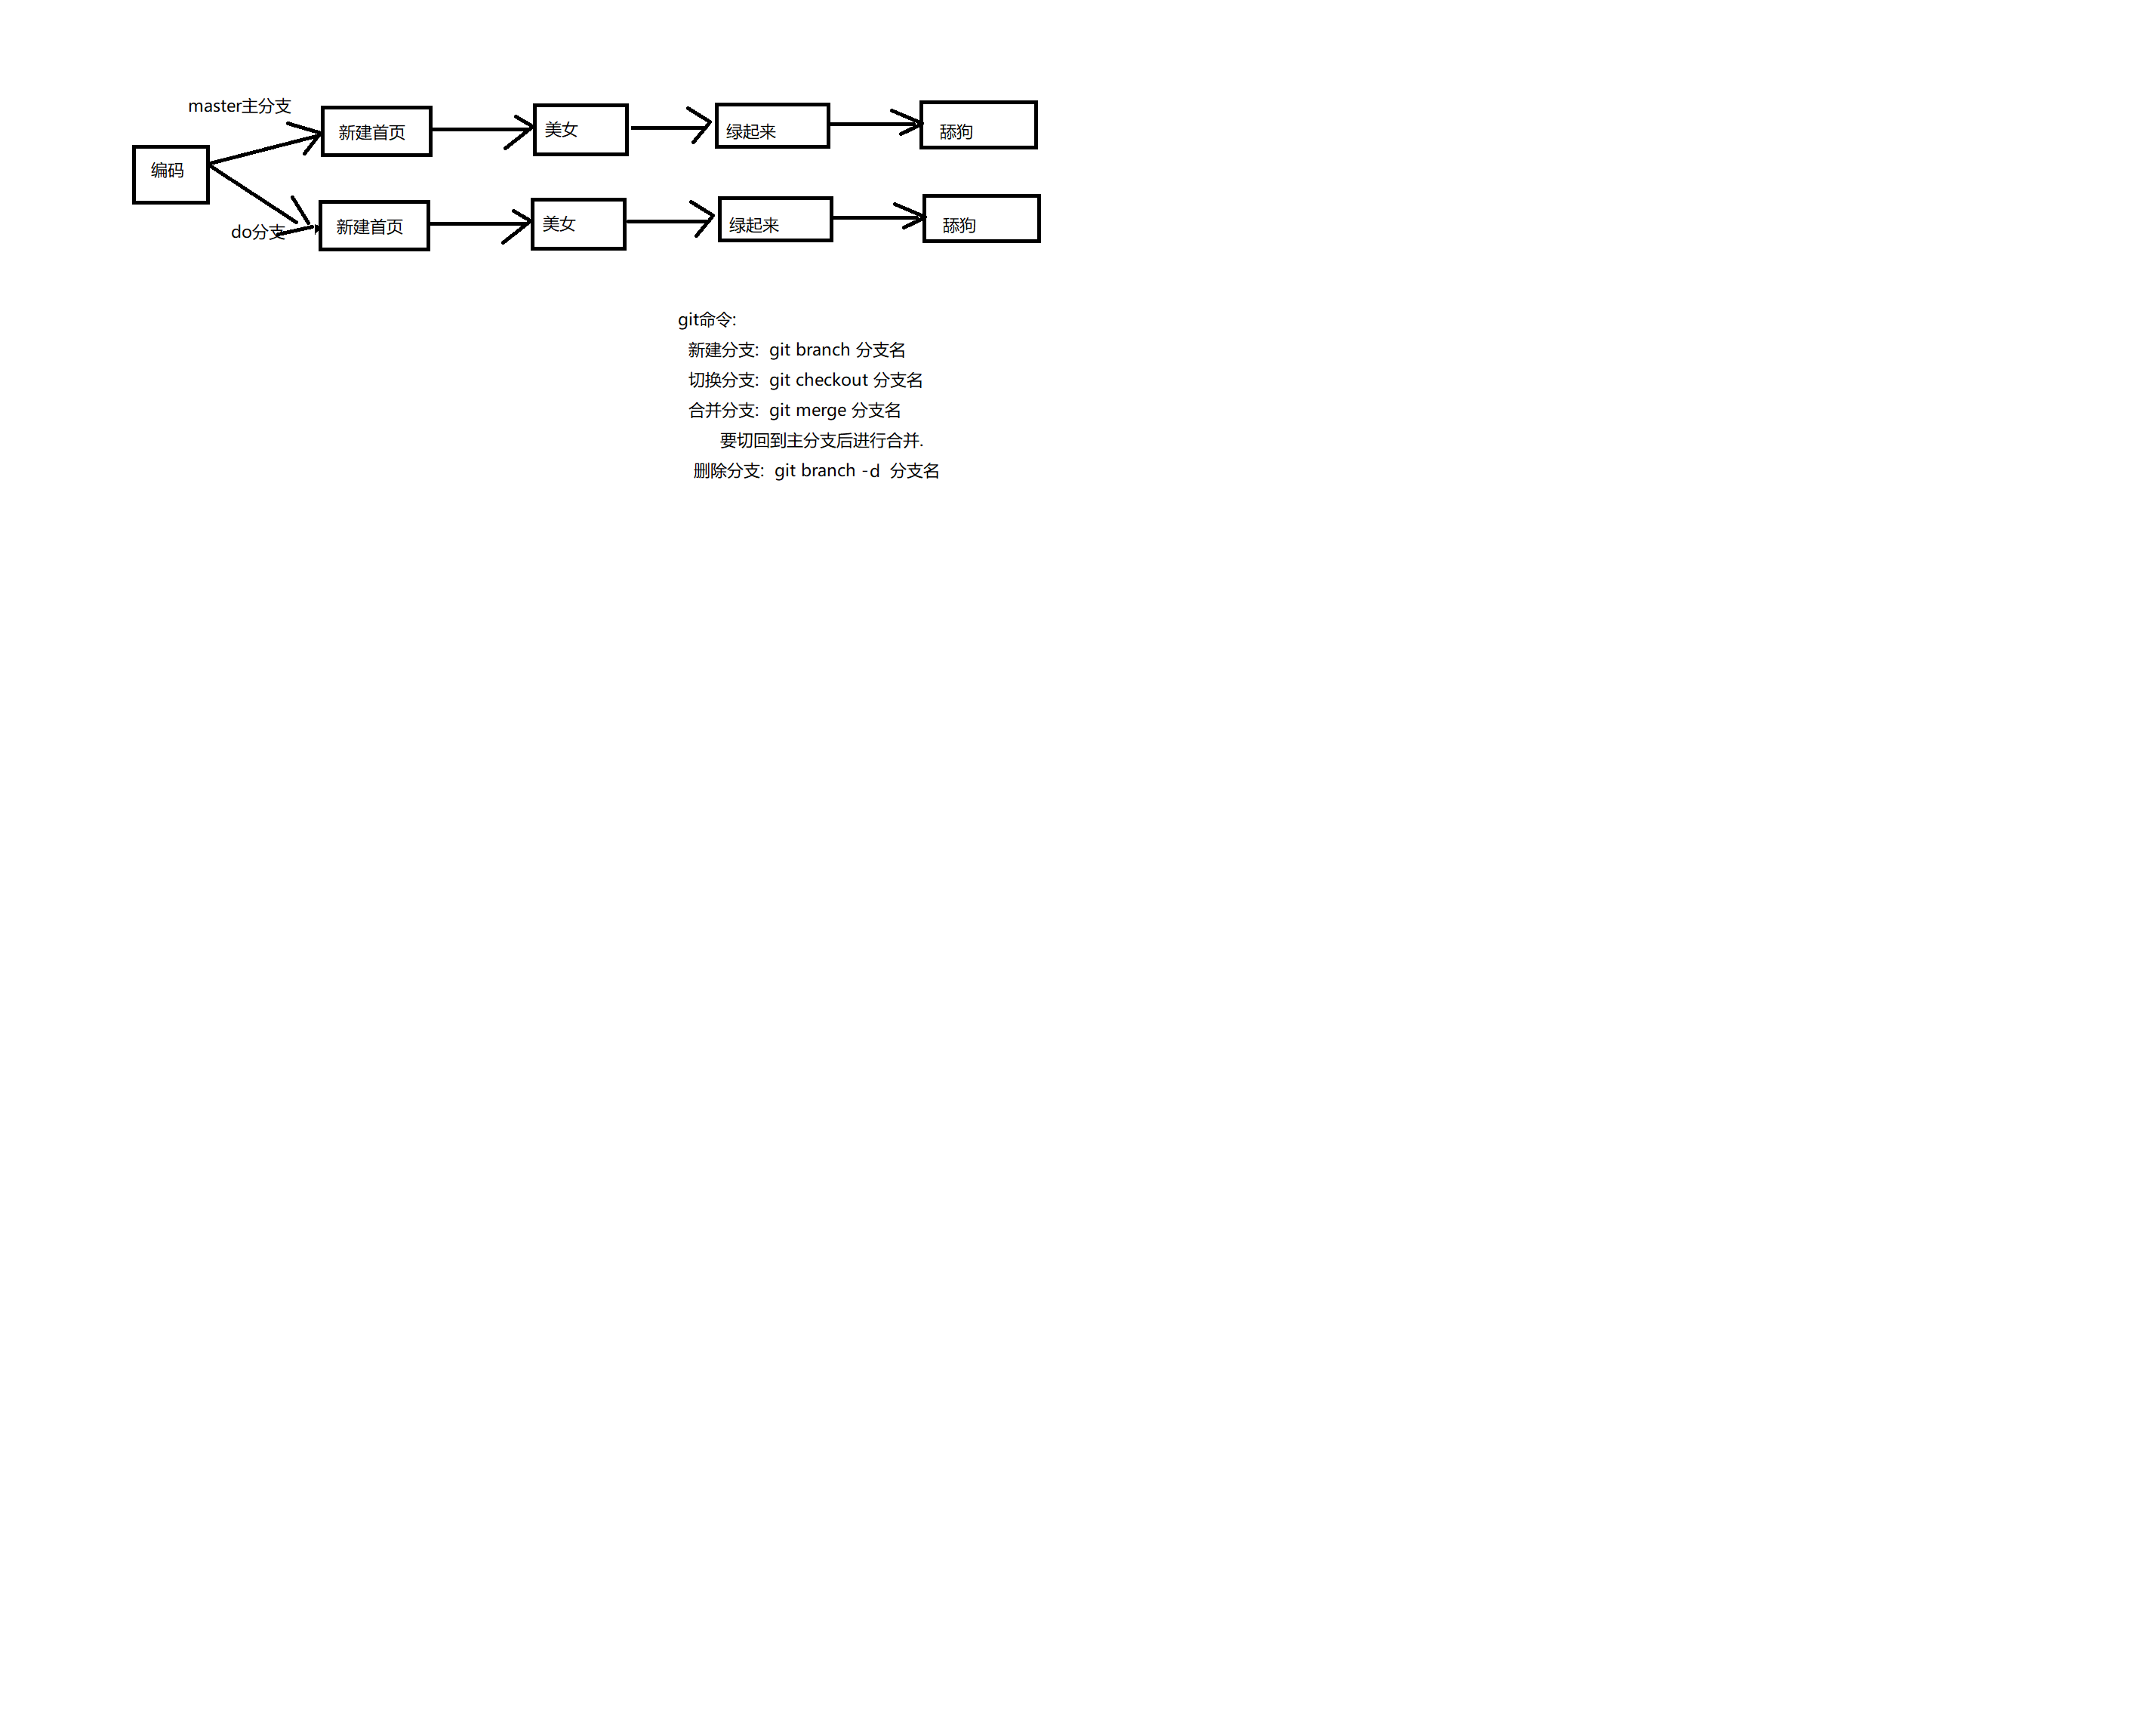 master主分支
新建首页
美女
绿起来
舔狗
编码
do分支
新建首页
美女
绿起来
舔狗
git命令:
新建分支: git branch 分支名
切换分支: git checkout 分支名
合并分支: git merge 分支名
要切回到主分支后进行合并.
删除分支: git branch -d 分支名